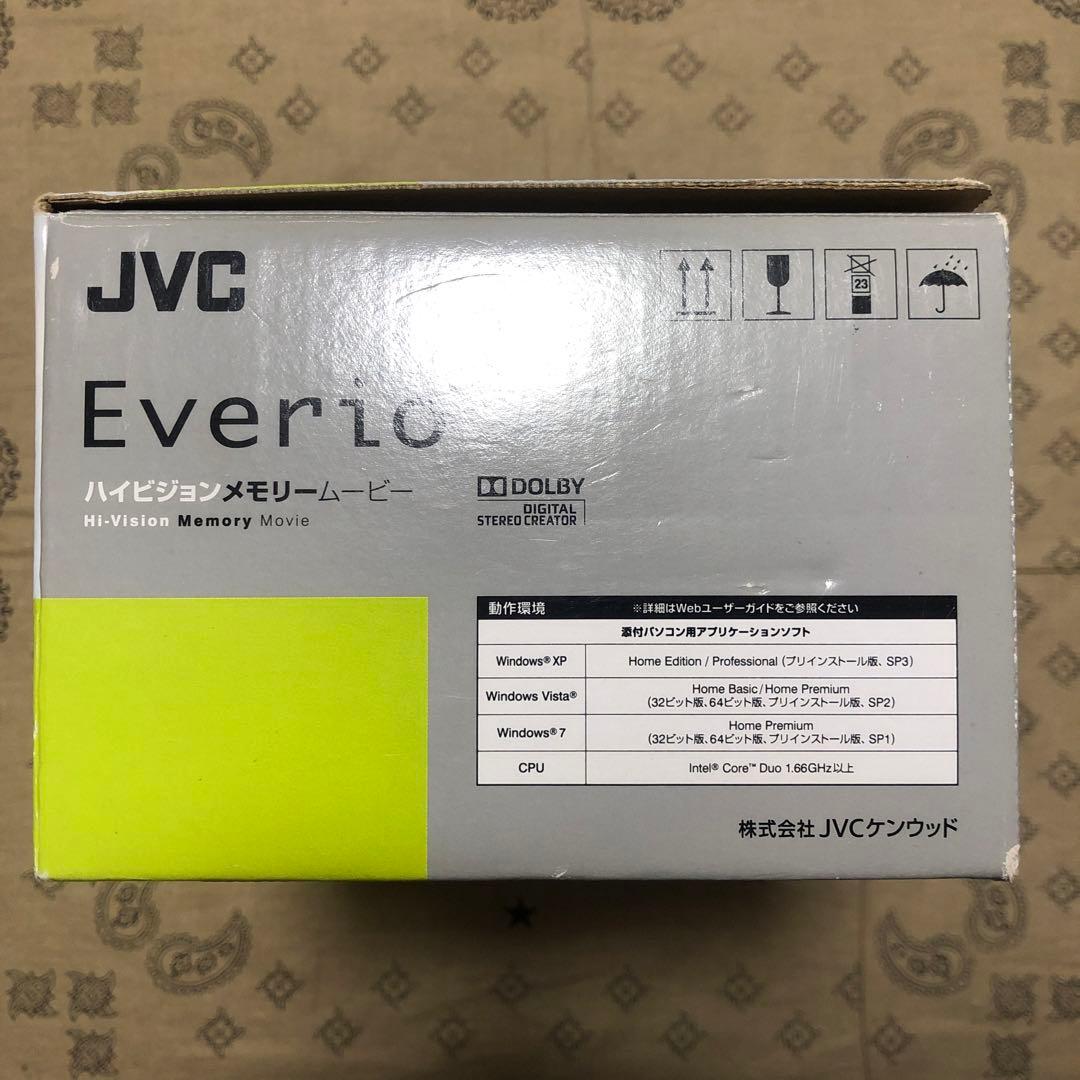 JVC
23
Everio
ハイビジョンメモリームービー
Hi-Vision Memory Movie
DOLBY
DIGITAL
STEREO CREATOR
動作環境 ※詳細はWebユーザーガイドをご参照ください
添付パソコン用アプリケーションソフト
Windows® XP Home Edition / Professional (プリインストール版、SP3)
Windows Vista® Home Basic / Home Premium
(32ビット版、64ビット版、プリインストール版、SP2)
Windows® 7 Home Premium
(32ビット版、64ビット版、プリインストール版、SP1)
CPU Intel® Core™ Duo 1.66GHz以上
株式会社 JVCケンウッド